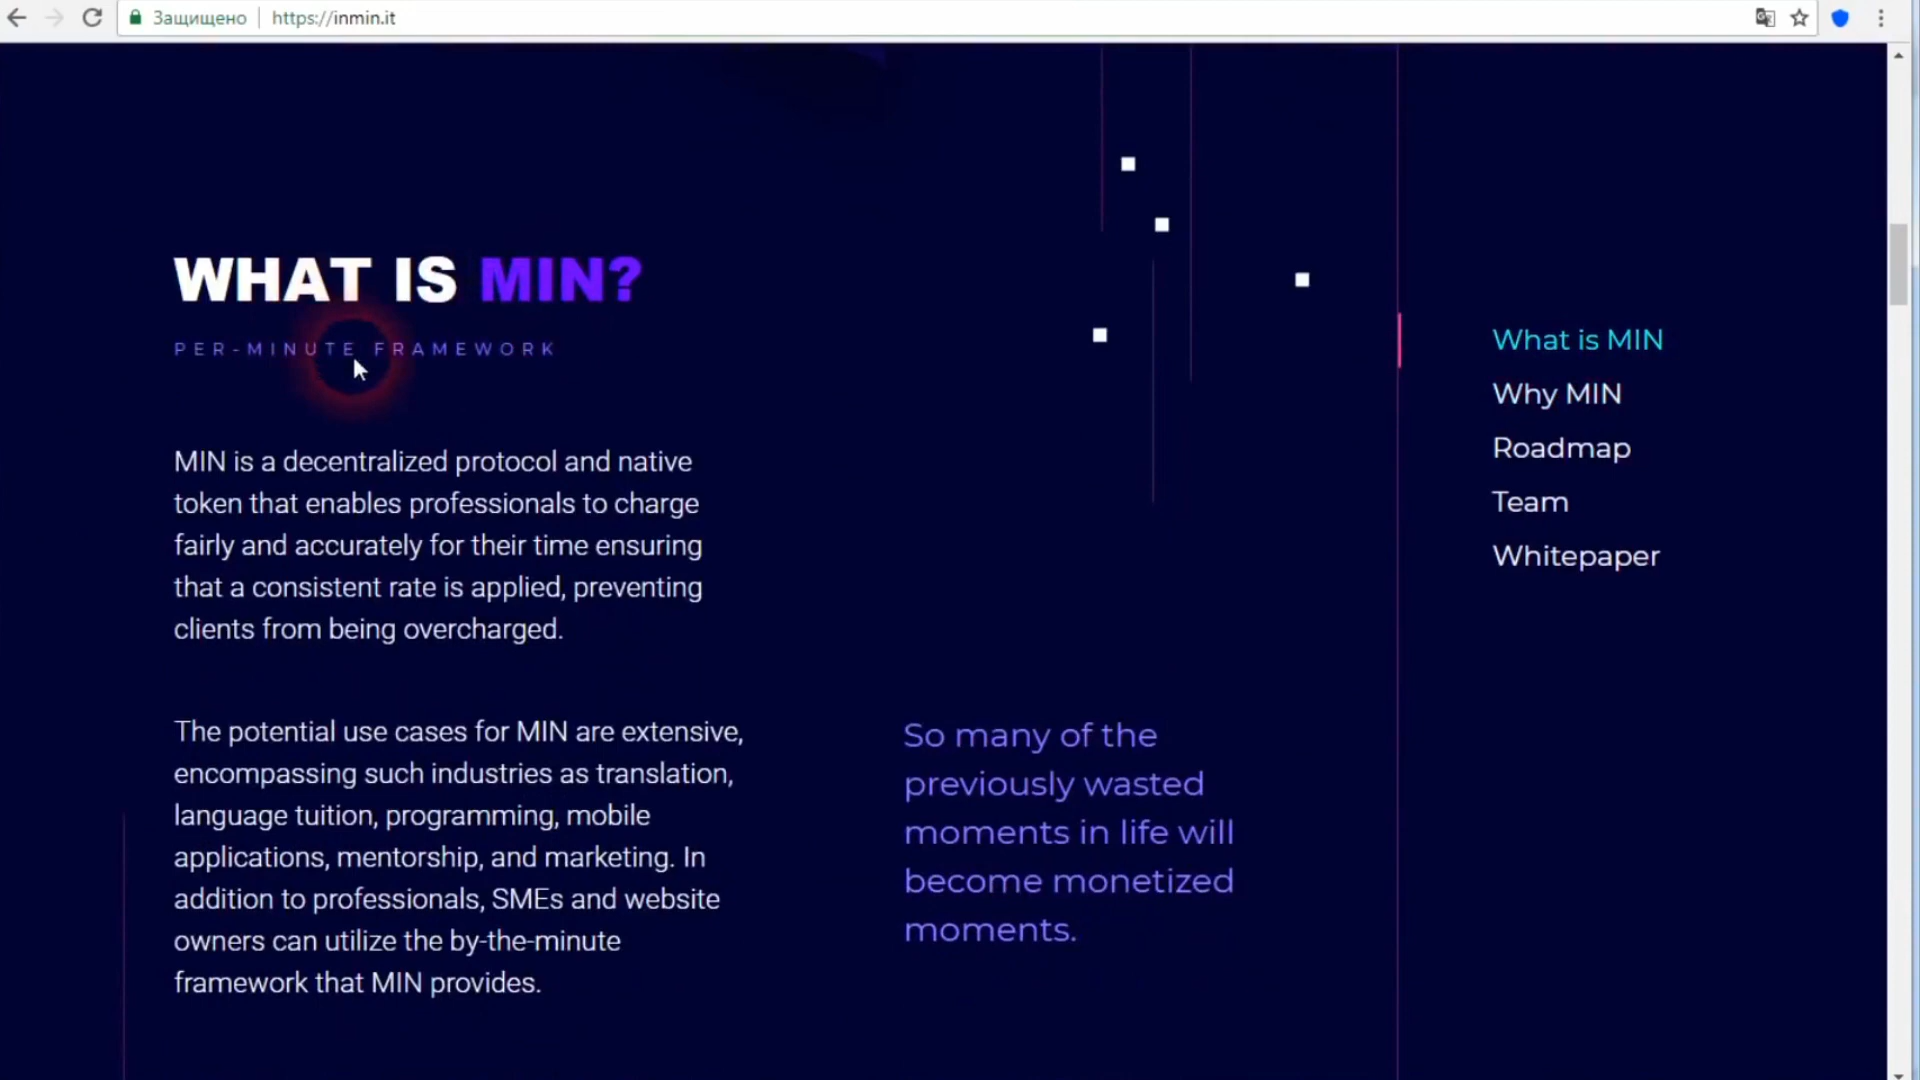 Защищено
https://inmin.it
WHAT IS MIN?
PER-MINUTE FRAMEWORK
MIN is a decentralized protocol and native
token that enables professionals to charge
fairly and accurately for their time ensuring
that a consistent rate is applied, preventing
clients from being overcharged.
The potential use cases for MIN are extensive,
encompassing such industries as translation,
language tuition, programming, mobile
applications, mentorship, and marketing. In
addition to professionals, SMEs and website
owners can utilize the by-the-minute
framework that MIN provides.
So many of the
previously wasted
moments in life will
become monetized
moments.
What is MIN
Why MIN
Roadmap
Team
Whitepaper